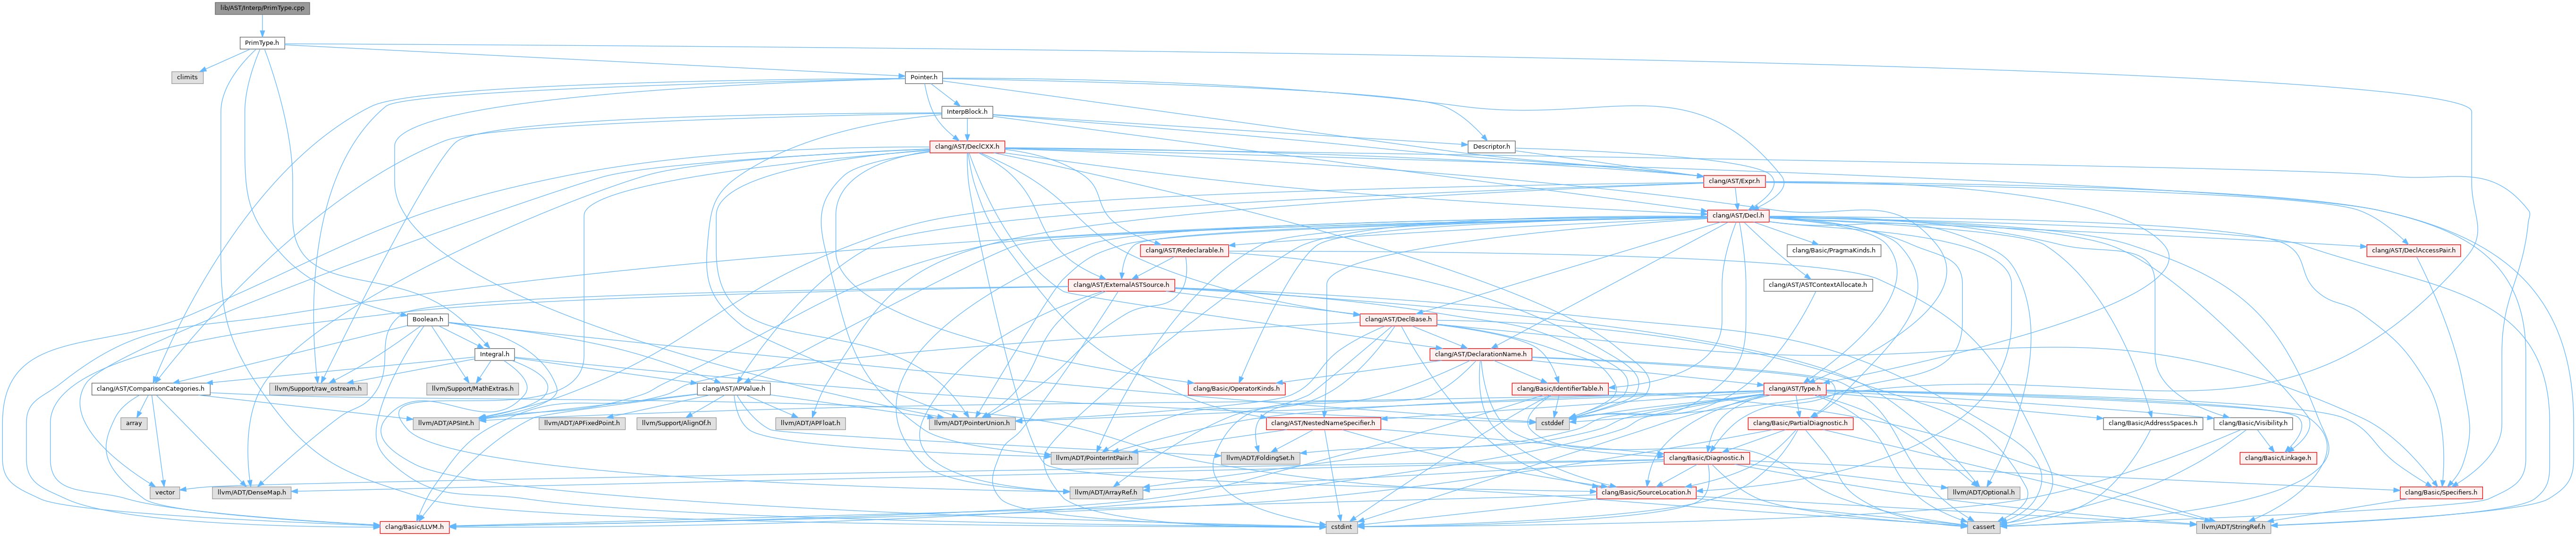 lib/AST/Interp/PrimType.cpp
PrimType.h
climits
Pointer.h
InterpBlock.h
clang/AST/DeclCXX.h
Descriptor.h
clang/AST/Expr.h
clang/AST/Decl.h
clang/AST/Redeclarable.h
clang/Basic/PragmaKinds.h
clang/AST/DeclAccessPair.h
clang/AST/ExternalASTSource.h
clang/AST/ASTContextAllocate.h
Boolean.h
clang/AST/DeclBase.h
Integral.h
clang/AST/DeclarationName.h
clang/AST/ComparisonCategories.h
llvm/Support/raw_ostream.h
llvm/Support/MathExtras.h
clang/AST/APValue.h
clang/Basic/OperatorKinds.h
clang/Basic/IdentifierTable.h
clang/AST/Type.h
array
llvm/ADT/APSInt.h
llvm/ADT/APFixedPoint.h
llvm/Support/AlignOf.h
llvm/ADT/APFloat.h
llvm/ADT/PointerUnion.h
cstddef
clang/AST/NestedNameSpecifier.h
clang/Basic/PartialDiagnostic.h
clang/Basic/AddressSpaces.h
clang/Basic/Visibility.h
llvm/ADT/PointerIntPair.h
llvm/ADT/FoldingSet.h
clang/Basic/Diagnostic.h
clang/Basic/Linkage.h
vector
llvm/ADT/DenseMap.h
llvm/ADT/ArrayRef.h
clang/Basic/SourceLocation.h
llvm/ADT/Optional.h
clang/Basic/Specifiers.h
clang/Basic/LLVM.h
cstdint
cassert
llvm/ADT/StringRef.h